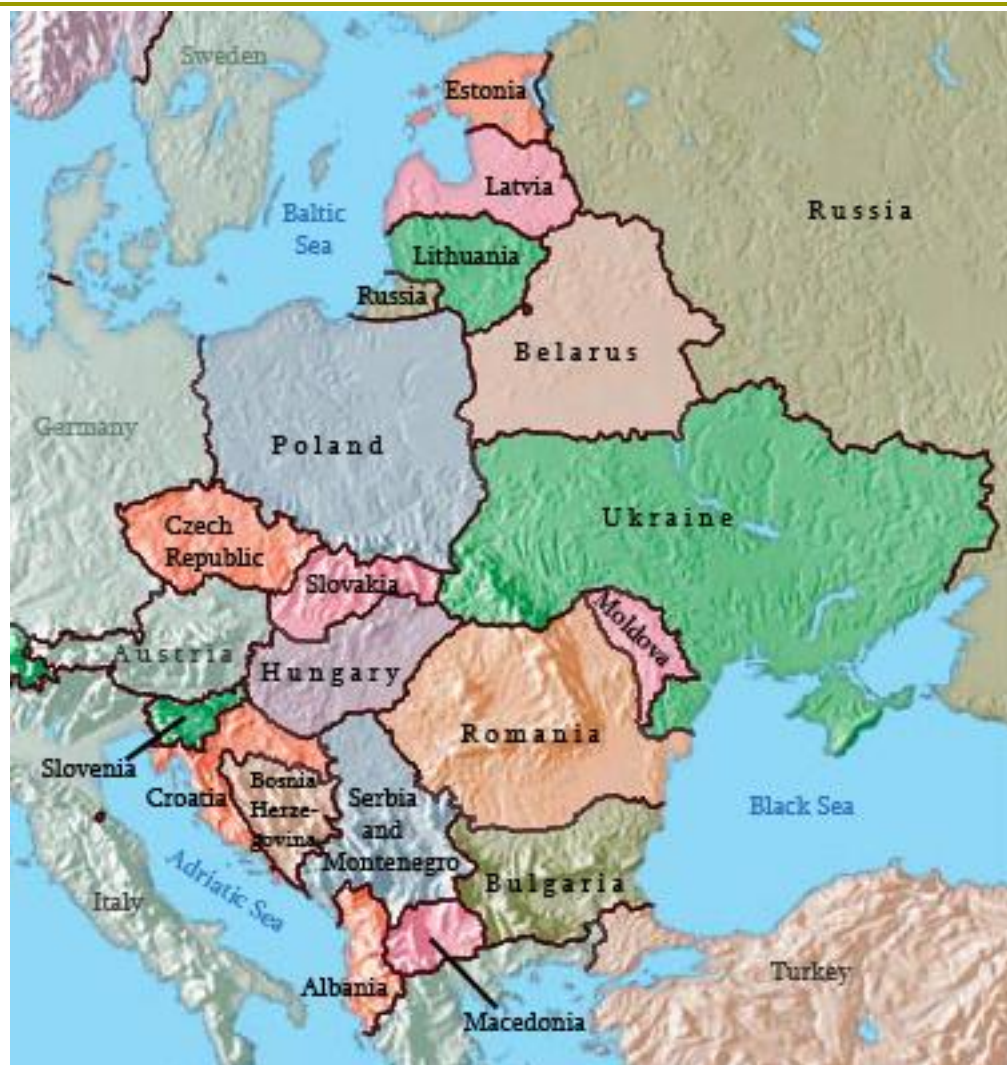 Sweden
Estonia
Latvia
Russia
Baltic
Sea
Lithuania
Russia
Belarus
Germany
Poland
Ukraine
Czech
Republic
Slovakia
Moldova
Austria
Hungary
Romania
Slovenia
Croatia
Bosnia
Herze-
govina
Serbia
and
Montenegro
Black Sea
Adriatic Sea
Italy
Bulgaria
Albania
Macedonia
Turkey